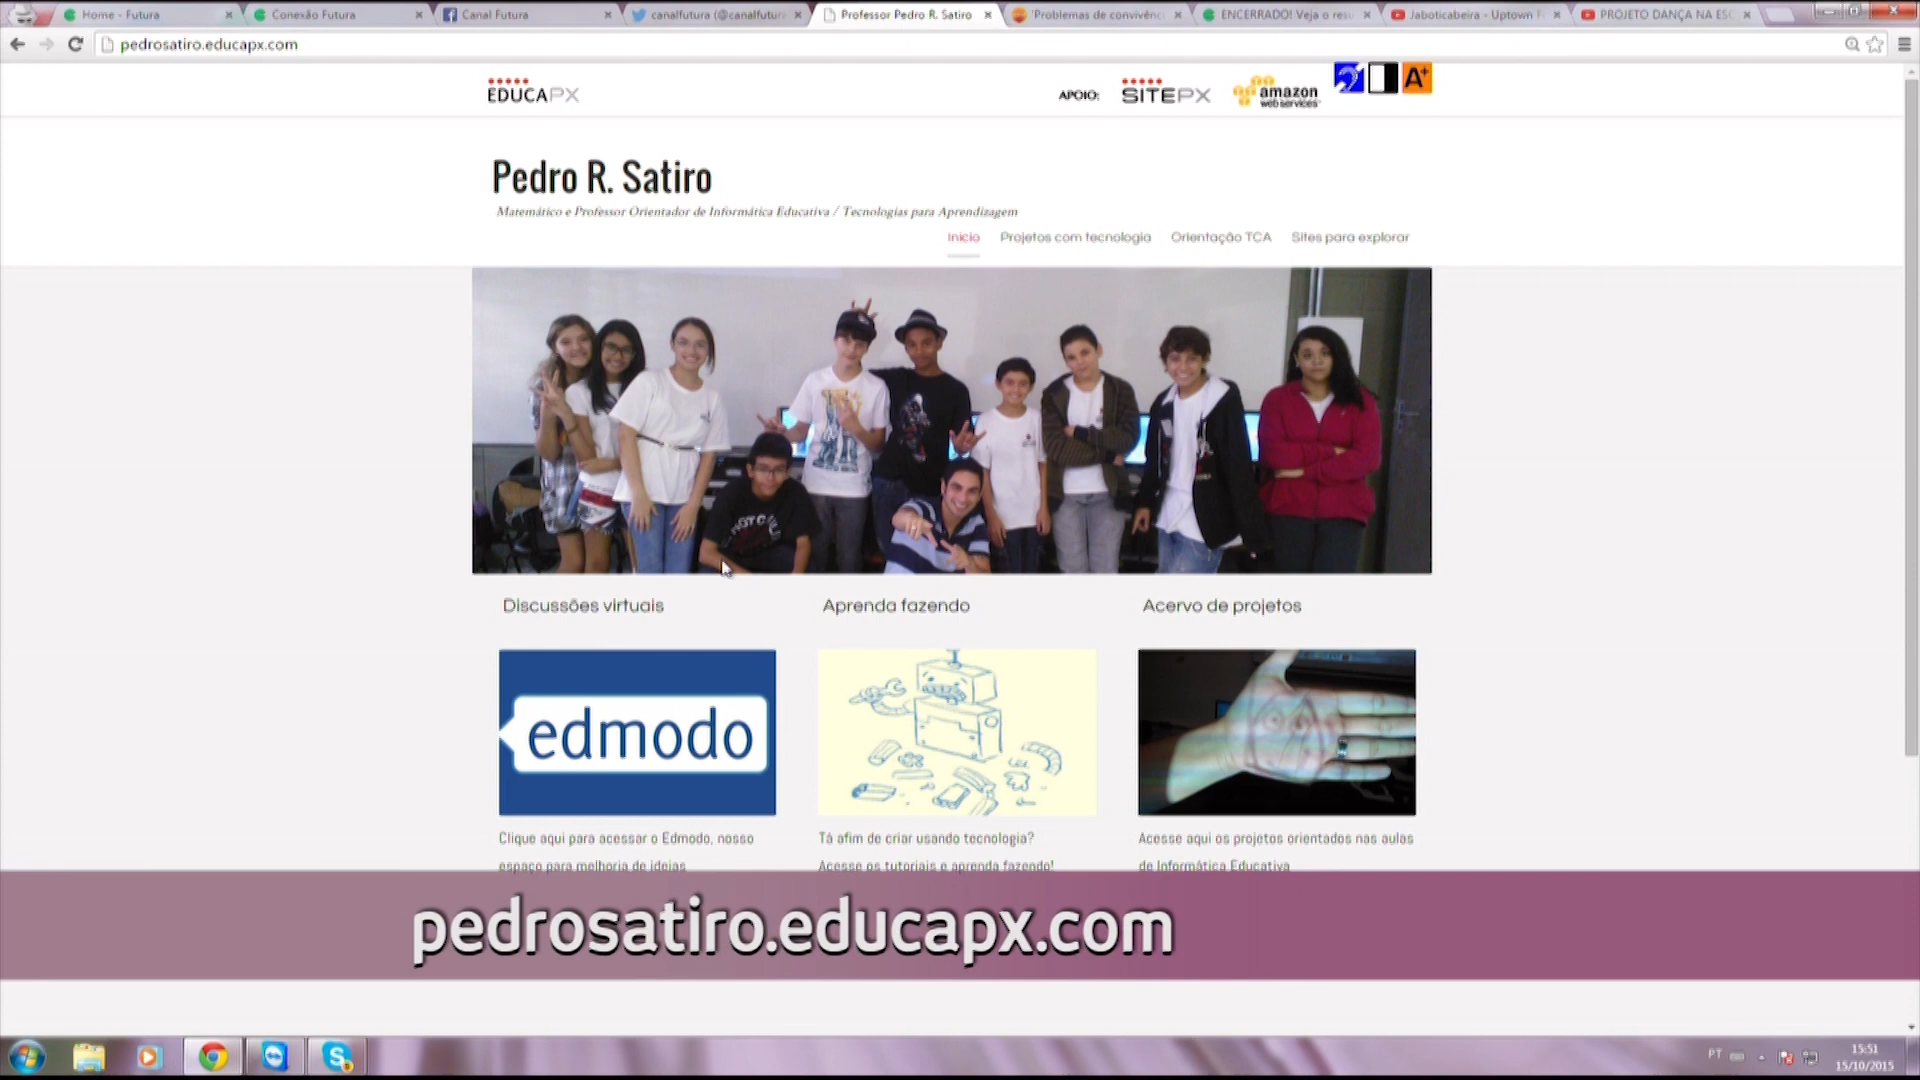 Home - Futura
Conexão Futura
Canal Futura
canalfutura (@canalfutura
Professor Pedro R. Satiro
'Problemas de convivênc
ENCERRADO! Veja o resu
Jaboticabeira - Uptown F
PROJETO DANÇA NA ESC
pedrosatiro.educapx.com
EDUCAPX
APOIO:
SITEPX
amazon
webservices
A+
Pedro R. Satiro
Matemático e Professor Orientador de Informática Educativa / Tecnologias para Aprendizagem
Inicio
Projetos com tecnologia
Orientação TCA
Sites para explorar
Discussões virtuais
Aprenda fazendo
Acervo de projetos
edmodo
Clique aqui para acessar o Edmodo, nosso
espaço para melhoria de ideias
Tá afim de criar usando tecnologia?
Acesse os tutoriais e aprenda fazendo!
Acesse aqui os projetos orientados nas aulas
de Informática Educativa
pedrosatiro.educapx.com
PT
15:51
15/10/2015